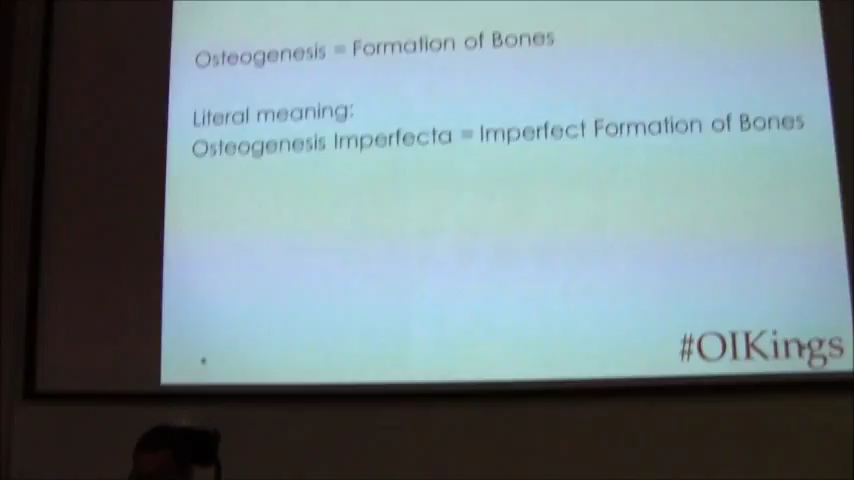 Osteogenesis = Formation of Bones
Literal meaning:
Osteogenesis Imperfecta = Imperfect Formation of Bones
#OIKings